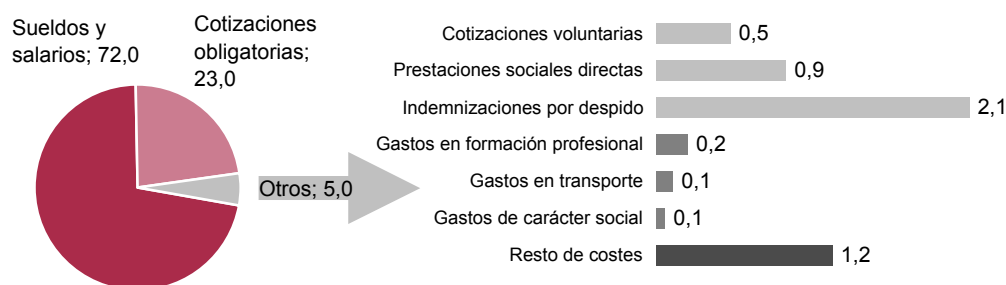 Sueldos y
salarios; 72,0
Cotizaciones
obligatorias;
23,0
Otros; 5,0
Cotizaciones voluntarias 0,5
Prestaciones sociales directas 0,9
Indemnizaciones por despido 2,1
Gastos en formación profesional 0,2
Gastos en transporte 0,1
Gastos de carácter social 0,1
Resto de costes 1,2